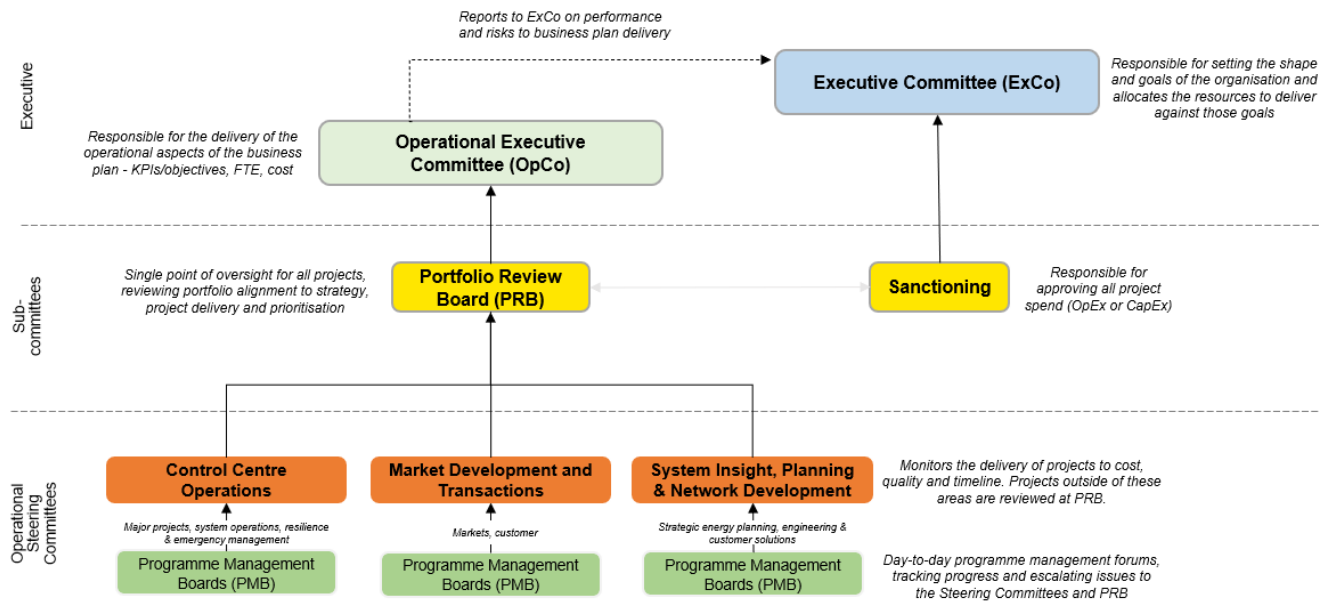 Reports to ExCo on performance
and risks to business plan delivery
Executive
Executive Committee (ExCo)
Responsible for setting the shape
and goals of the organisation and
allocates the resources to deliver
against those goals
Responsible for the delivery of the
operational aspects of the business
plan - KPIs/objectives, FTE, cost
Operational Executive
Committee (OpCo)
Sub-
committees
Single point of oversight for all projects,
reviewing portfolio alignment to strategy,
project delivery and prioritisation
Portfolio Review
Board (PRB)
Sanctioning
Responsible for
approving all project
spend (OpEx or CapEx)
Operational
Steering
Committees
Control Centre
Operations
Market Development and
Transactions
System Insight, Planning
& Network Development
Monitors the delivery of projects to cost,
quality and timeline. Projects outside of these
areas are reviewed at PRB.
Major projects, system operations, resilience
& emergency management
Markets, customer
Strategic energy planning, engineering &
customer solutions
Programme Management
Boards (PMB)
Programme Management
Boards (PMB)
Programme Management
Boards (PMB)
Day-to-day programme management forums,
tracking progress and escalating issues to
the Steering Committees and PRB